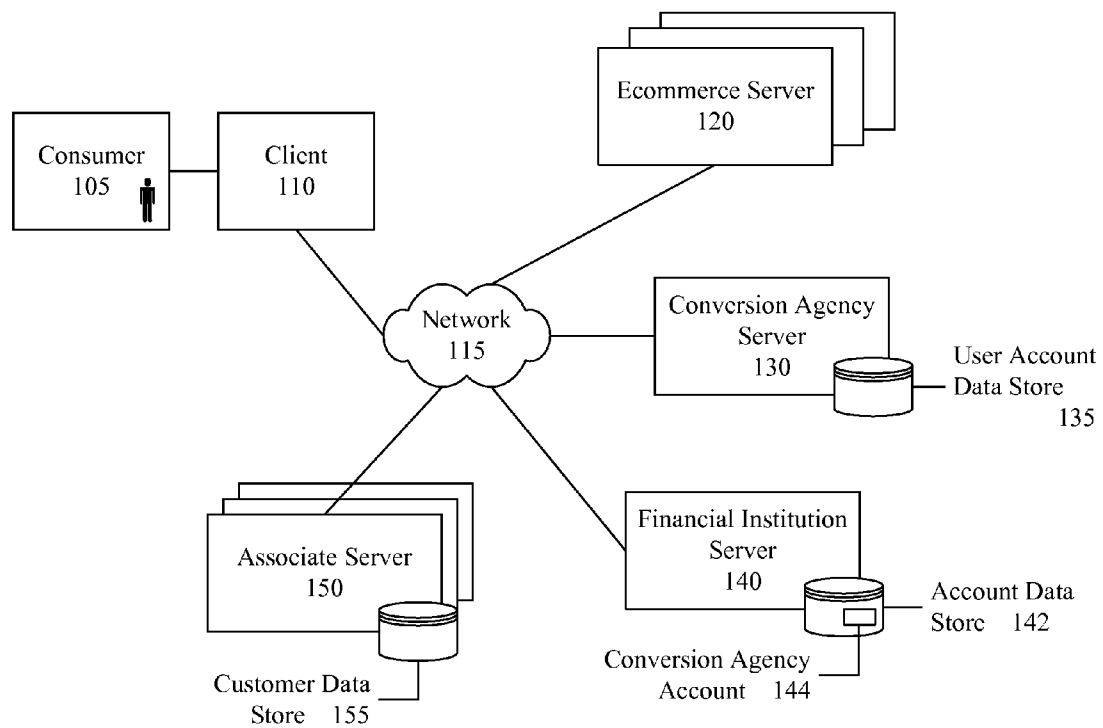 Ecommerce Server
120
Consumer
105
Client
110
Network
115
Conversion Agency
Server
130
User Account
Data Store
135
Associate Server
150
Customer Data
Store 155
Financial Institution
Server
140
Account Data
Store 142
Conversion Agency
Account 144